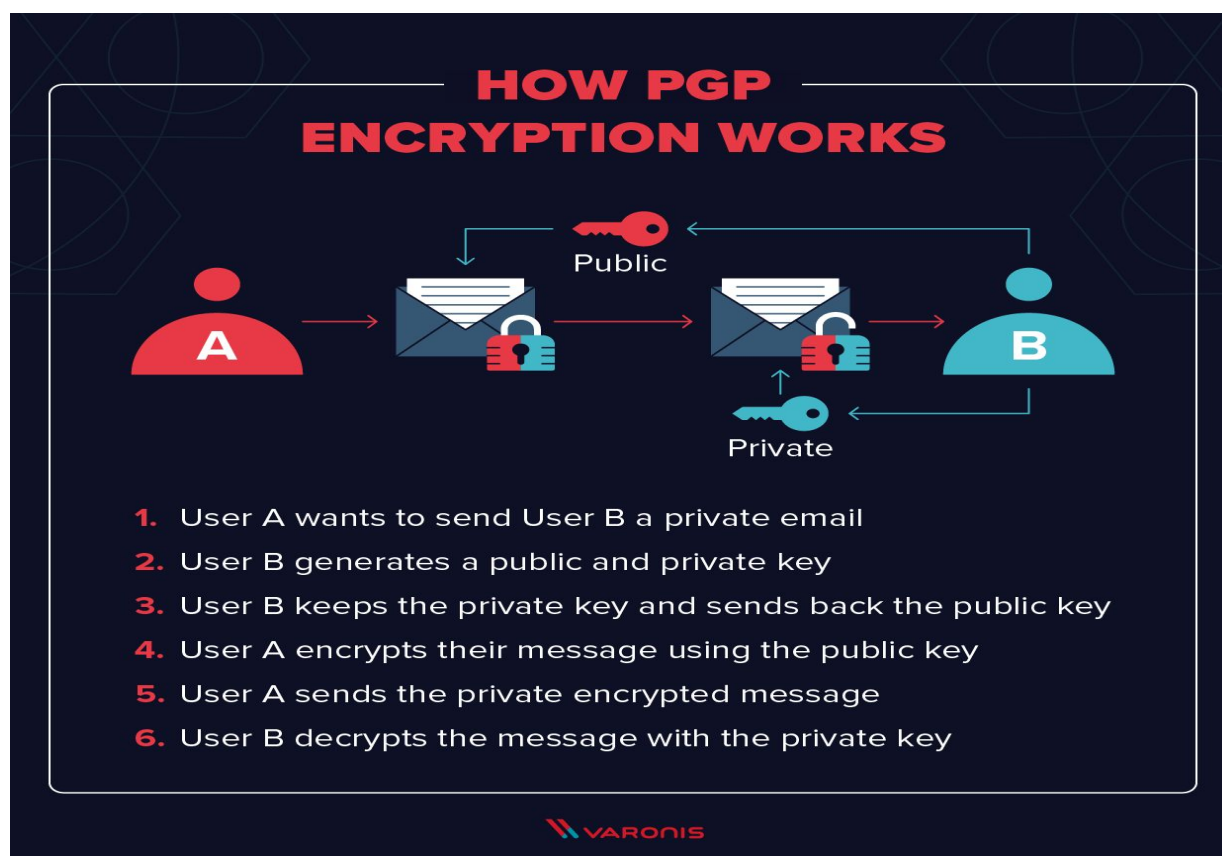 HOW PGP
ENCRYPTION WORKS
Public
A
B
Private
1. User A wants to send User B a private email
2. User B generates a public and private key
3. User B keeps the private key and sends back the public key
4. User A encrypts their message using the public key
5. User A sends the private encrypted message
6. User B decrypts the message with the private key
VARONIS